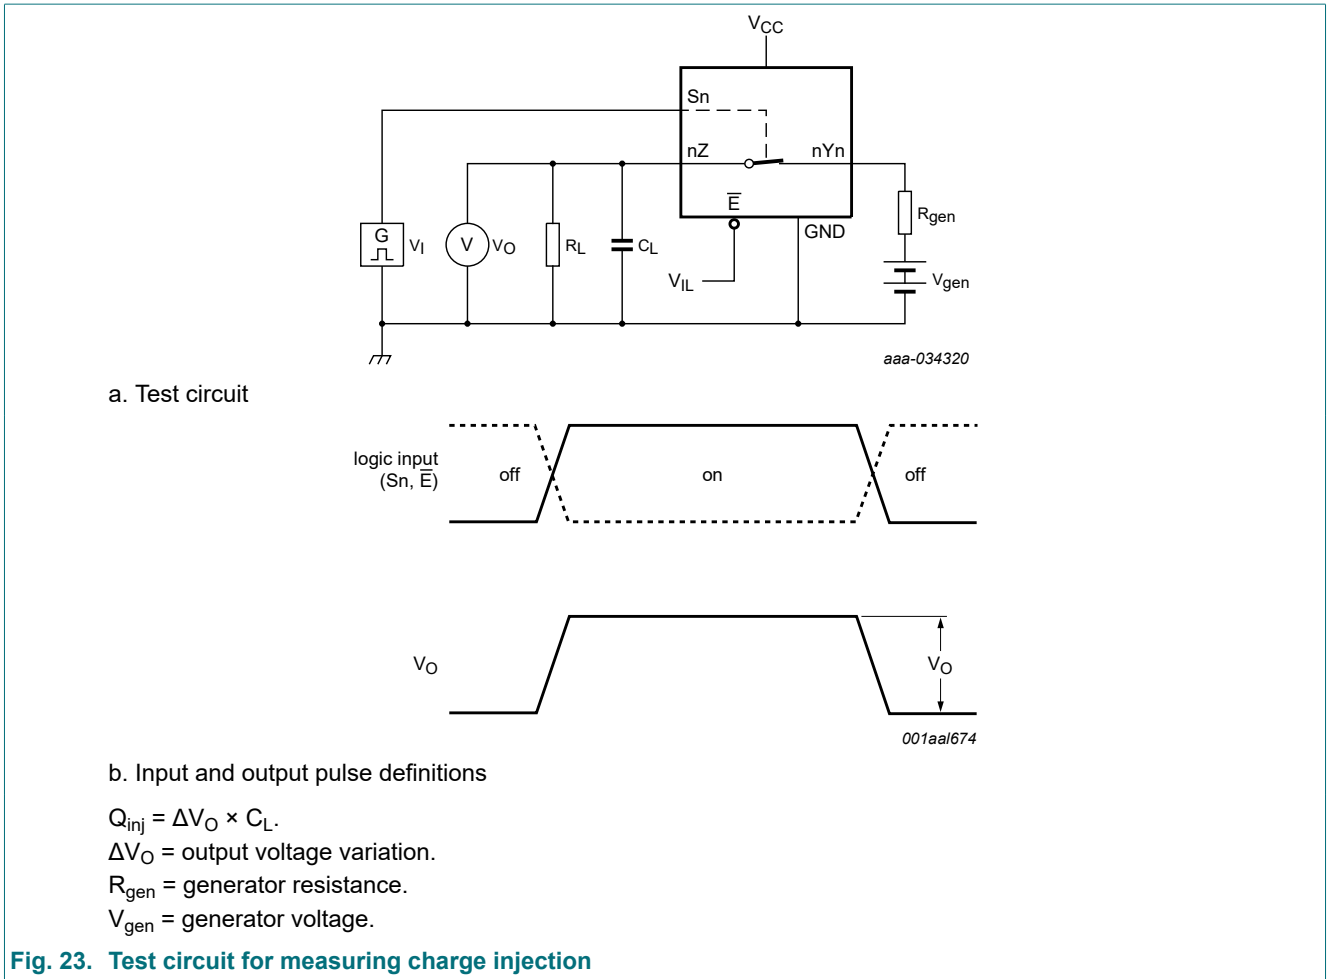 VCC
Sn
nZ
nYn
E̅
GND
Rgen
G
VI
V
VO
RL
CL
VIL
Vgen
aaa-034320
a. Test circuit
logic input
(Sn, E̅)
off
on
off
VO
VO
001aal674
b. Input and output pulse definitions
Qinj = ΔVO × CL.
ΔVO = output voltage variation.
Rgen = generator resistance.
Vgen = generator voltage.
Fig. 23. Test circuit for measuring charge injection